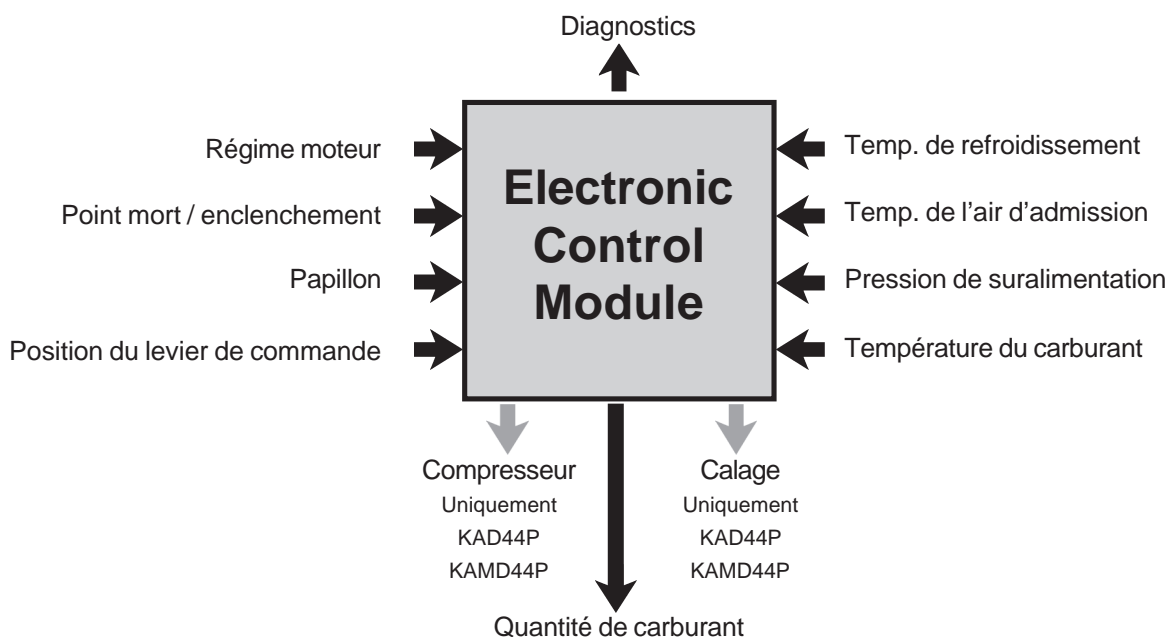 Diagnostics
Régime moteur
Point mort / enclenchement
Papillon
Position du levier de commande
Electronic
Control
Module
Temp. de refroidissement
Temp. de l’air d’admission
Pression de suralimentation
Température du carburant
Compresseur
Uniquement
KAD44P
KAMD44P
Calage
Uniquement
KAD44P
KAMD44P
Quantité de carburant